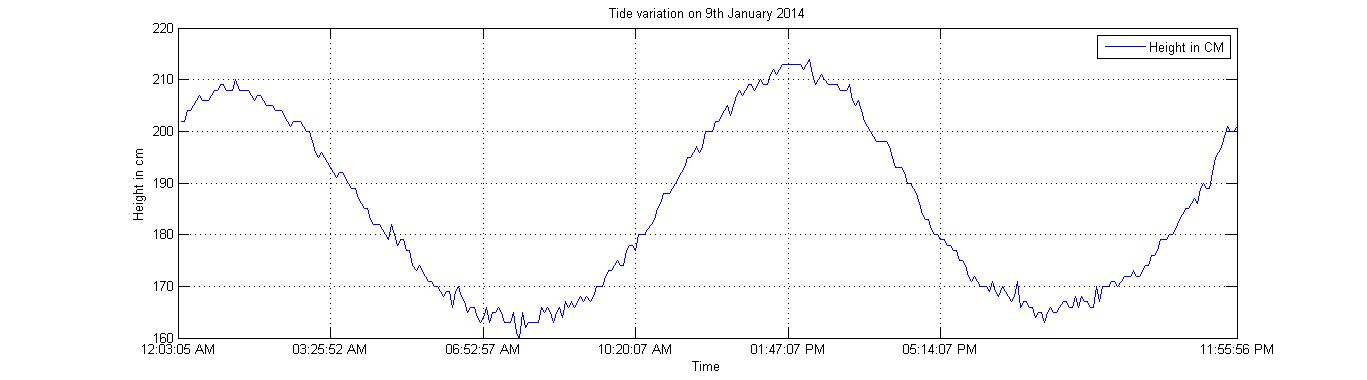 Tide variation on 9th January 2014
Height in CM
Height in cm
220
210
200
190
180
170
160
12:03:05 AM 03:25:52 AM 06:52:57 AM 10:20:07 AM 01:47:07 PM 05:14:07 PM 11:55:56 PM
Time